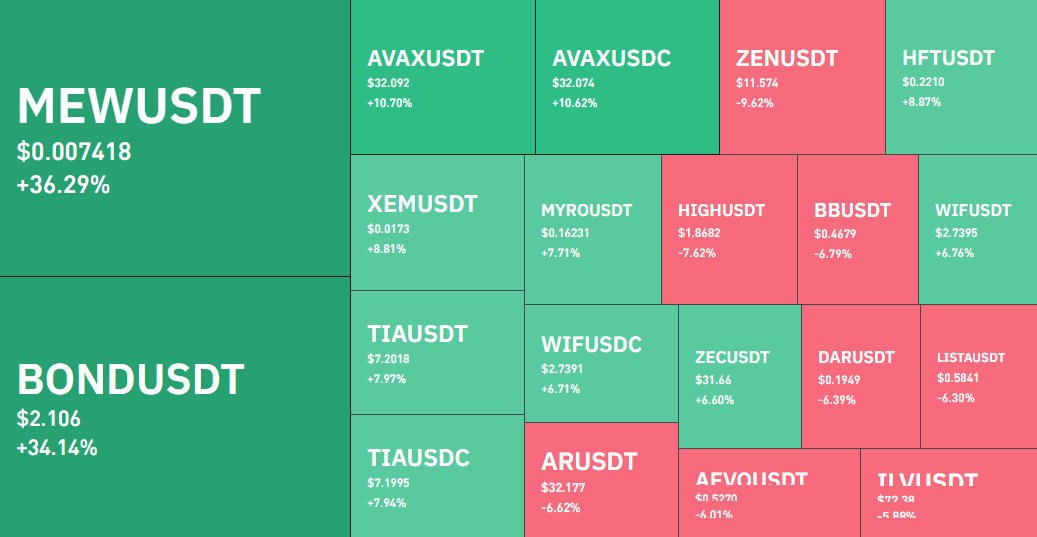 MEWUSDT
$0.007418
+36.29%
BONDUSDT
$2.106
+34.14%
AVAXUSDT
$32.092
+10.70%
AVAXUSDC
$32.074
+10.62%
ZENUSDT
$11.574
-9.62%
HFTUSDT
$0.2210
+8.87%
XEMUSDT
$0.0173
+8.81%
TIAUSDT
$7.2018
+7.97%
TIAUSDC
$7.1995
+7.94%
MYROUSDT
$0.16231
+7.71%
HIGHUSDT
$1.8682
-7.62%
BBUSDT
$0.4679
-6.79%
WIFUSDT
$2.7395
+6.76%
WIFUSDC
$2.7391
+6.71%
ARUSDT
$32.177
-6.62%
ZECUSDT
$31.66
+6.60%
DARUSDT
$0.1949
-6.39%
LISTAUSDT
$0.5841
-6.30%
AEVOUSDT
$0.5270
-6.01%
ILVUSDT
$72.38
-5.88%